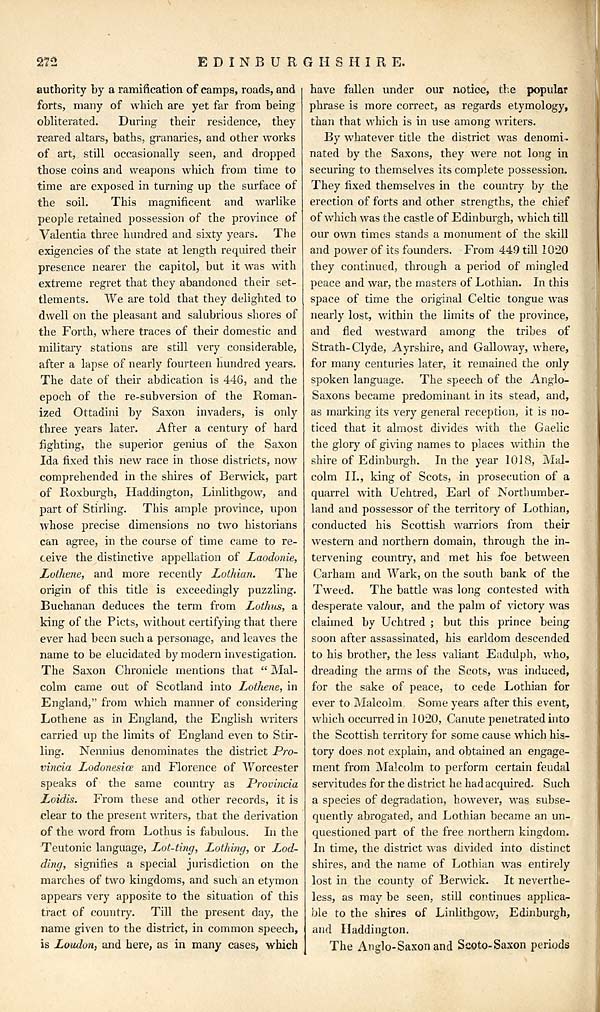 272
EDINBURGHSHIRE.
authority by a ramification of camps, roads, and
forts, many of which are yet far from being
obliterated. During their residence, they
reared altars, baths, granaries, and other works
of art, still occasionally seen, and dropped
those coins and weapons which from time to
time are exposed in turning up the surface of
the soil. This magnificent and warlike
people retained possession of the province of
Valentia three hundred and sixty years. The
exigencies of the state at length required their
presence nearer the capitol, but it was with
extreme regret that they abandoned their set-
tlements. We are told that they delighted to
dwell on the pleasant and salubrious shores of
the Forth, where traces of their domestic and
military stations are still very considerable,
after a lapse of nearly fourteen hundred years.
The date of their abdication is 446, and the
epoch of the re-subversion of the Roman-
ized Ottadini by Saxon invaders, is only
three years later. After a century of hard
fighting, the superior genius of the Saxon
Ida fixed this new race in those districts, now
comprehended in the shires of Berwick, part
of Roxburgh, Haddington, Linlithgow, and
part of Stirling. This ample province, upon
whose precise dimensions no two historians
can agree, in the course of time came to re-
ceive the distinctive appellation of Laodonie,
Lothene, and more recently Lothian. The
origin of this title is exceedingly puzzling.
Buchanan deduces the term from Lothus, a
king of the Picts, without certifying that there
ever had been such a personage, and leaves the
name to be elucidated by modern investigation.
The Saxon Chronicle mentions that " Mal-
colm came out of Scotland into Lothene, in
England," from which manner of considering
Lothene as in England, the English writers
carried up the limits of England even to Stir-
ling. Nennius denominates the district Pro-
vincia Lodonesiæ and Florence of Worcester
speaks of the same country as Provincia
Loidis. From these and other records, it is
clear to the present writers, that the derivation
of the word from Lothus is fabulous. In the
Teutonic language, Lot-ting, Lothing, or Lod-
ding, signifies a special jurisdiction on the
marches of two kingdoms, and such an etymon
appears very apposite to the situation of this
tract of country. Till the present day, the
name given to the district, in common speech,
is Loudon, and here, as in many cases, which
have fallen under our notice, the popular
phrase is more correct, as regards etymology,
than that which is in use among writers.
By whatever title the district was denomi-
nated by the Saxons, they were not long in
securing to themselves its complete possession.
They fixed themselves in the country by the
erection of forts and other strengths, the chief
of which was the castle of Edinburgh, which till
our own times stands a monument of the skill
and power of its founders. From 449 till 1020
they continued, through a period of mingled
peace and war, the masters of Lothian. In this
space of time the original Celtic tongue was
nearly lost, within the limits of the province,
and fled westward among the tribes of
Strath-Clyde, Ayrshire, and Galloway, where,
for many centuries later, it remained the only
spoken language. The speech of the Anglo-
Saxons became predominant in its stead, and,
as marking its very general reception, it is no-
ticed that it almost divides with the Gaelic
the glory of giving names to places within the
shire of Edinburgh. In the year 1018, Mal-
colm II., king of Scots, in prosecution of a
quarrel with Uchtred, Earl of Northumber-
land and possessor of the territory of Lothian,
conducted his Scottish warriors from their
western and northern domain, through the in-
tervening country, and met his foe between
Carham and Wark, on the south bank of the
Tweed. The battle was long contested with
desperate valour, and the palm of victory was
claimed by Uchtred ; but this prince being
soon after assassinated, his earldom descended
to his brother, the less valiant Eadulph, who,
dreading the arms of the Scots, was induced,
for the sake of peace, to cede Lothian for
ever to Malcolm. Some years after this event,
which occurred in 1020, Canute penetrated into
the Scottish territory for some cause which his-
tory does not explain, and obtained an engage-
ment from Malcolm to perform certain feudal
servitudes for the district he had acquired. Such
a species of degradation, however, was subse-
quently abrogated, and Lothian became an un-
questioned part of the free northern kingdom.
In time, the district was divided into distinct
shires, and the name of Lothian was entirely
lost in the county of Berwick. It neverthe-
less, as may be seen, still continues applica-
ble to the shires of Linlithgow, Edinburgh,
and Haddington.
The Anglo-Saxon and Scoto-Saxon periods